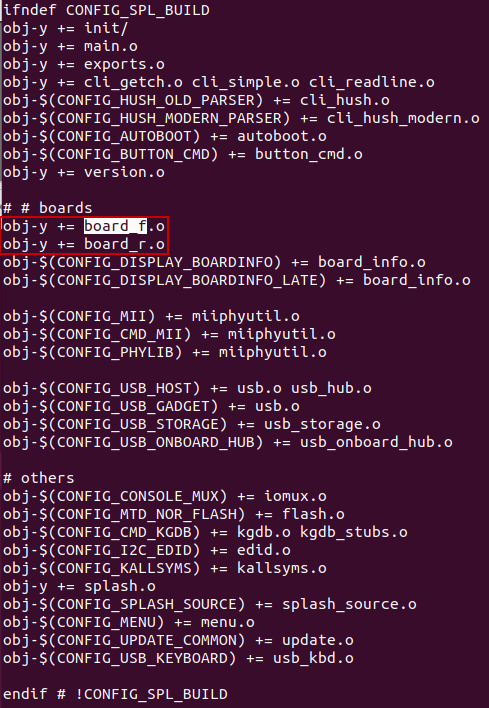 ifndef CONFIG_SPL_BUILD
obj-y += init/
obj-y += main.o
obj-y += exports.o
obj-y += cli_getch.o cli_simple.o cli_readline.o
obj-$(CONFIG_HUSH_OLD_PARSER) += cli_hush.o
obj-$(CONFIG_HUSH_MODERN_PARSER) += cli_hush_modern.o
obj-$(CONFIG_AUTOBOOT) += autoboot.o
obj-$(CONFIG_BUTTON_CMD) += button_cmd.o
obj-y += version.o

# # boards
obj-y += board_f.o
obj-y += board_r.o
obj-$(CONFIG_DISPLAY_BOARDINFO) += board_info.o
obj-$(CONFIG_DISPLAY_BOARDINFO_LATE) += board_info.o

obj-$(CONFIG_MII) += miiphyutil.o
obj-$(CONFIG_CMD_MII) += miiphyutil.o
obj-$(CONFIG_PHYLIB) += miiphyutil.o

obj-$(CONFIG_USB_HOST) += usb.o usb_hub.o
obj-$(CONFIG_USB_GADGET) += usb.o
obj-$(CONFIG_USB_STORAGE) += usb_storage.o
obj-$(CONFIG_USB_ONBOARD_HUB) += usb_onboard_hub.o

# others
obj-$(CONFIG_CONSOLE_MUX) += iomux.o
obj-$(CONFIG_MTD_NOR_FLASH) += flash.o
obj-$(CONFIG_CMD_KGDB) += kgdb.o kgdb_stubs.o
obj-$(CONFIG_I2C_EDID) += edid.o
obj-$(CONFIG_KALLSYMS) += kallsyms.o
obj-y += splash.o
obj-$(CONFIG_SPLASH_SOURCE) += splash_source.o
obj-$(CONFIG_MENU) += menu.o
obj-$(CONFIG_UPDATE_COMMON) += update.o
obj-$(CONFIG_USB_KEYBOARD) += usb_kbd.o

endif # !CONFIG_SPL_BUILD